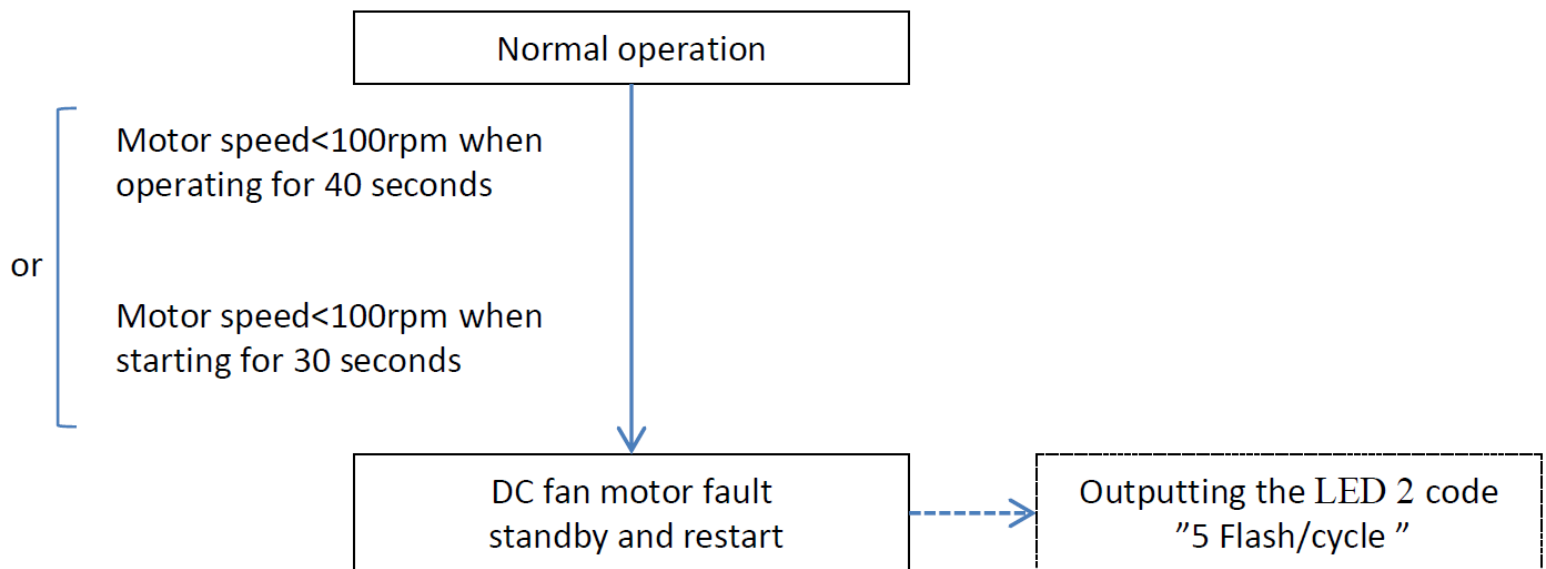 Normal operation
Motor speed<100rpm when
operating for 40 seconds
or
Motor speed<100rpm when
starting for 30 seconds
DC fan motor fault
standby and restart
Outputting the LED 2 code
”5 Flash/cycle ”